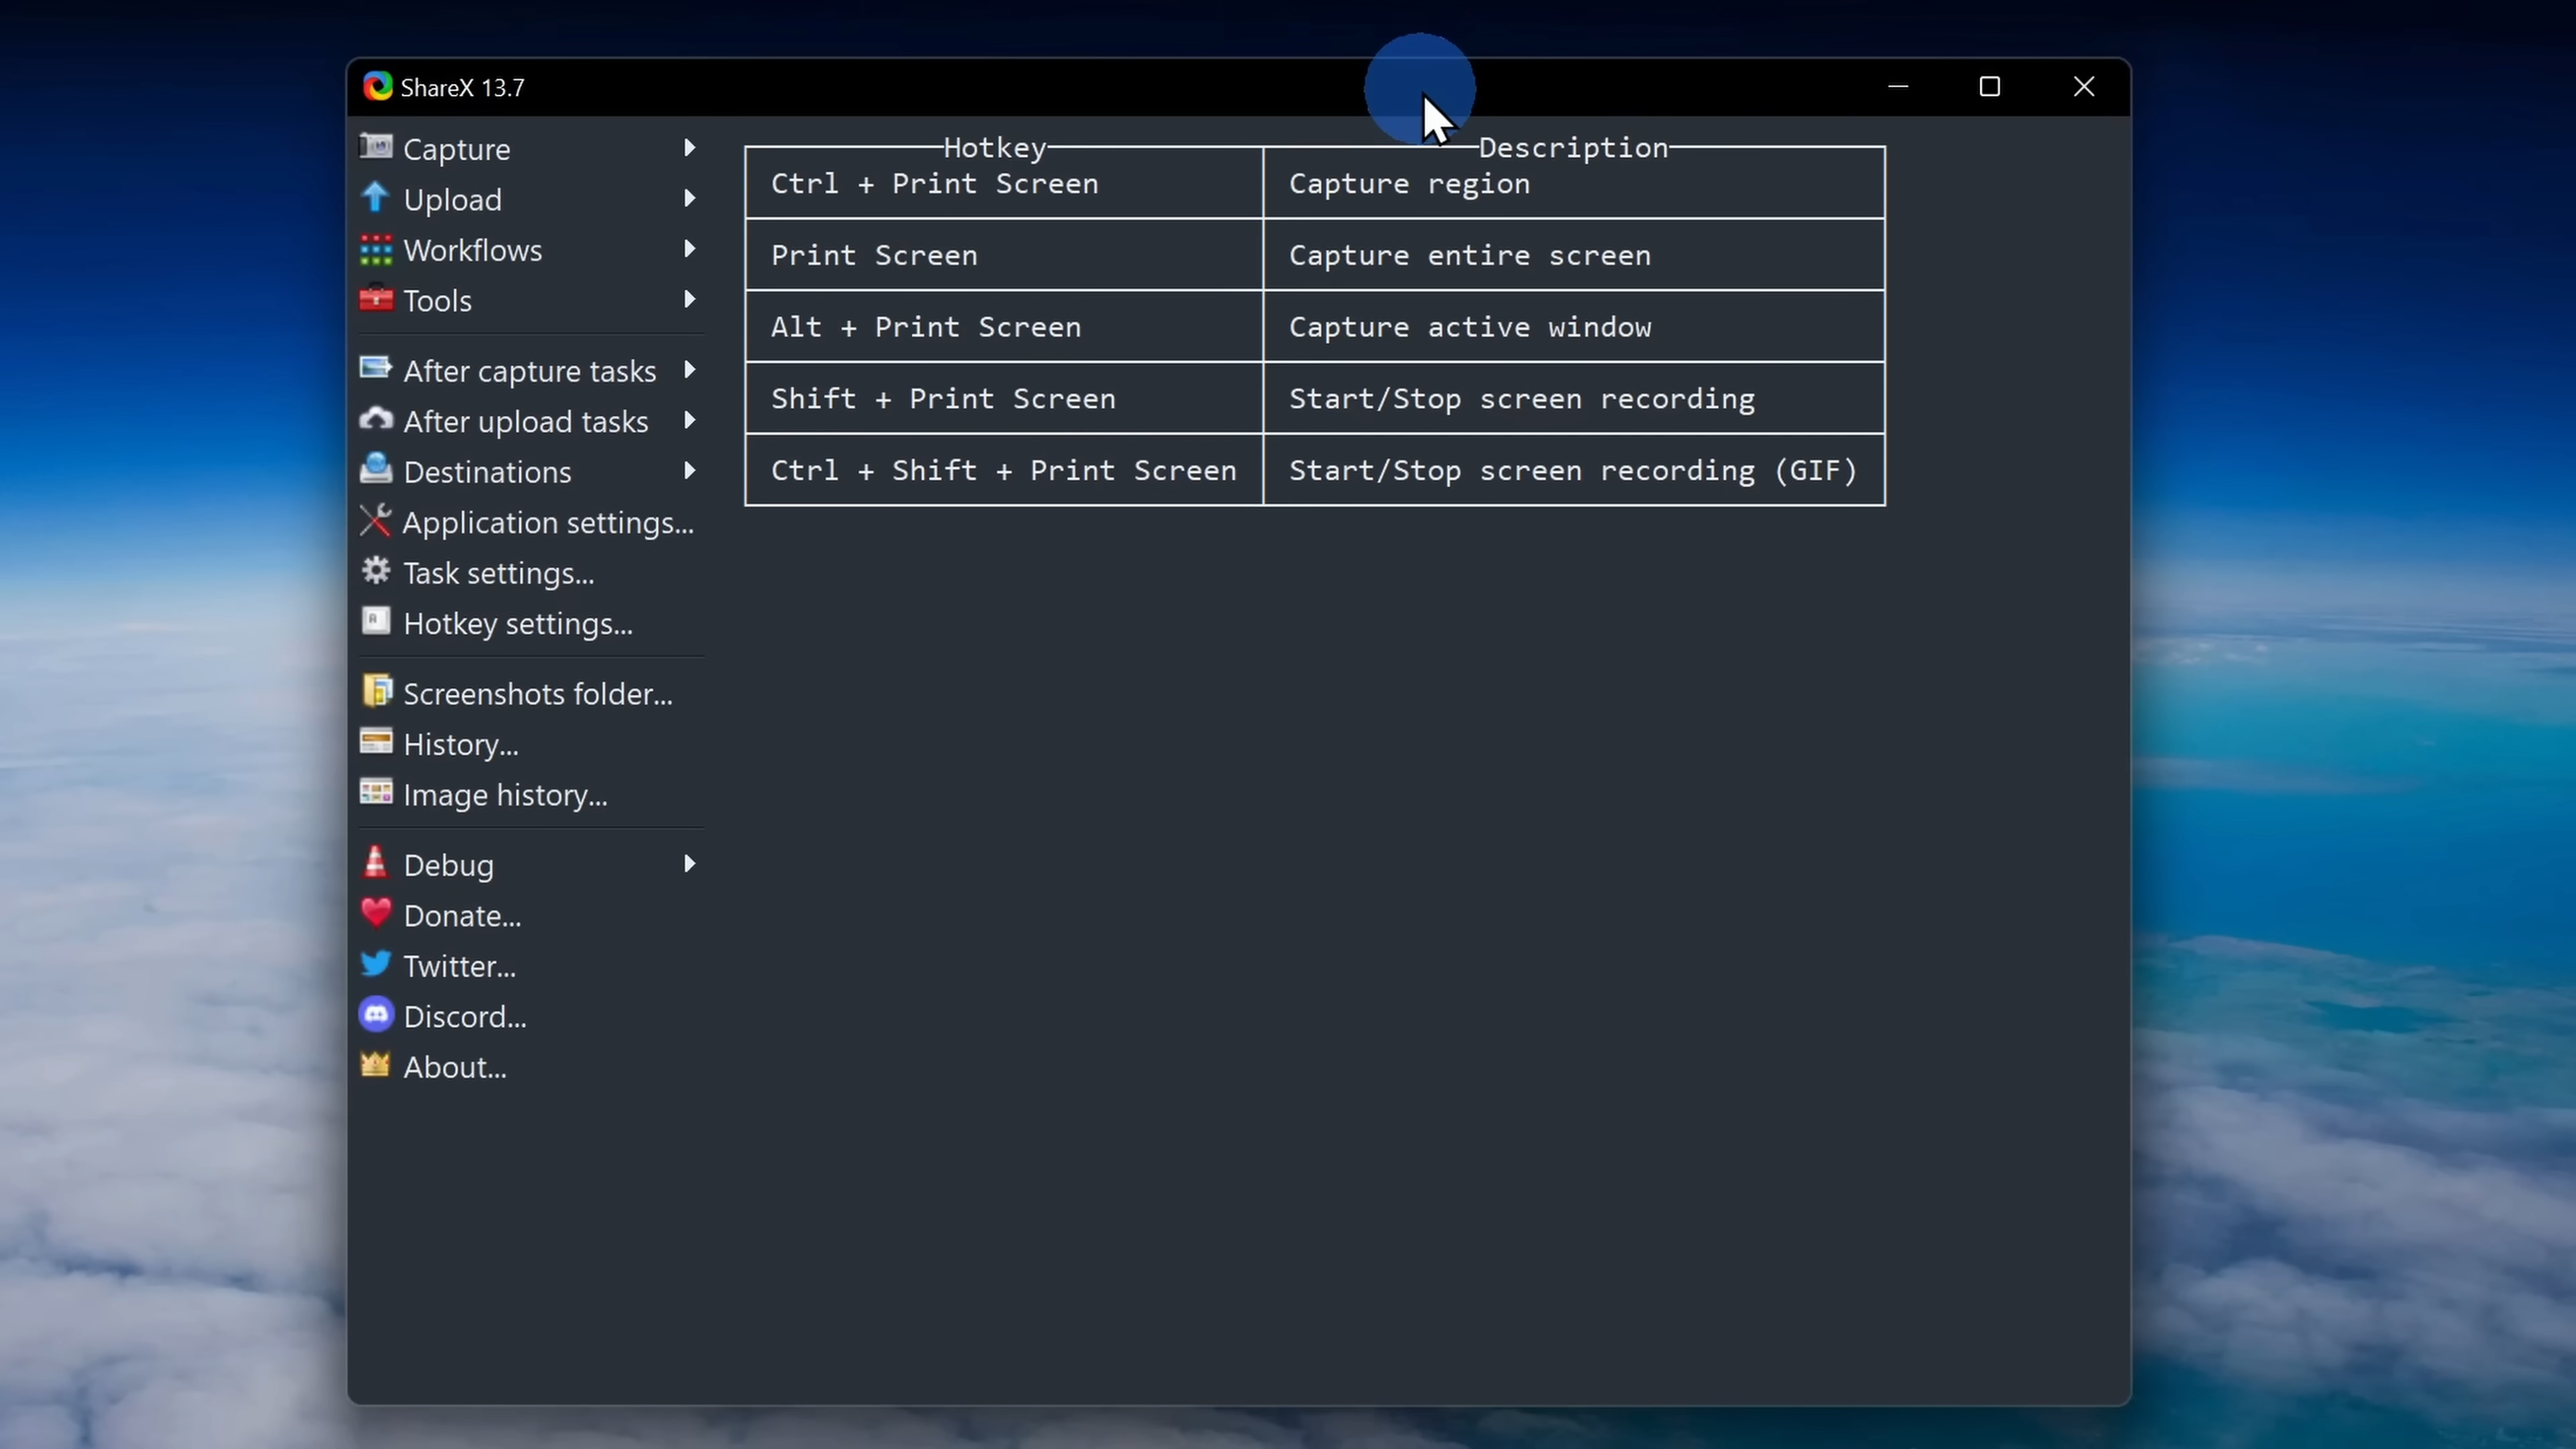 ShareX 13.7
Capture
Upload
Workflows
Tools
After capture tasks
After upload tasks
Destinations
Application settings...
Task settings...
Hotkey settings...
Screenshots folder...
History...
Image history...
Debug
Donate...
Twitter...
Discord...
About...
Hotkey Description
Ctrl + Print Screen Capture region
Print Screen Capture entire screen
Alt + Print Screen Capture active window
Shift + Print Screen Start/Stop screen recording
Ctrl + Shift + Print Screen Start/Stop screen recording (GIF)